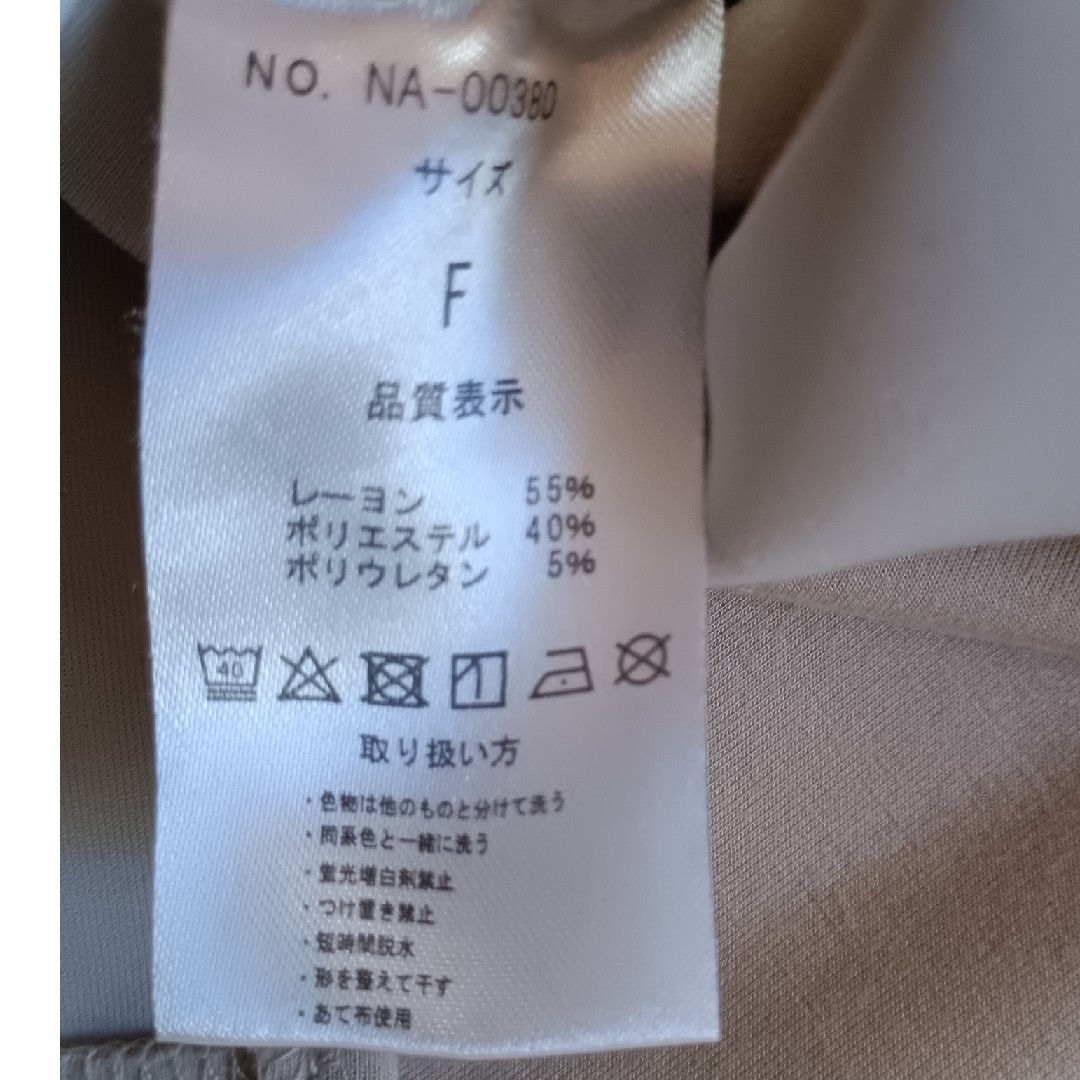 NO. NA-00380
サイズ
F
品質表示
レーヨン 55%
ポリエステル 40%
ポリウレタン 5%
40
取り扱い方
・色物は他のものと分けて洗う
・同系色と一緒に洗う
・蛍光増白剤禁止
・つけ置き禁止
・短時間脱水
・形を整えて干す
・あて布使用